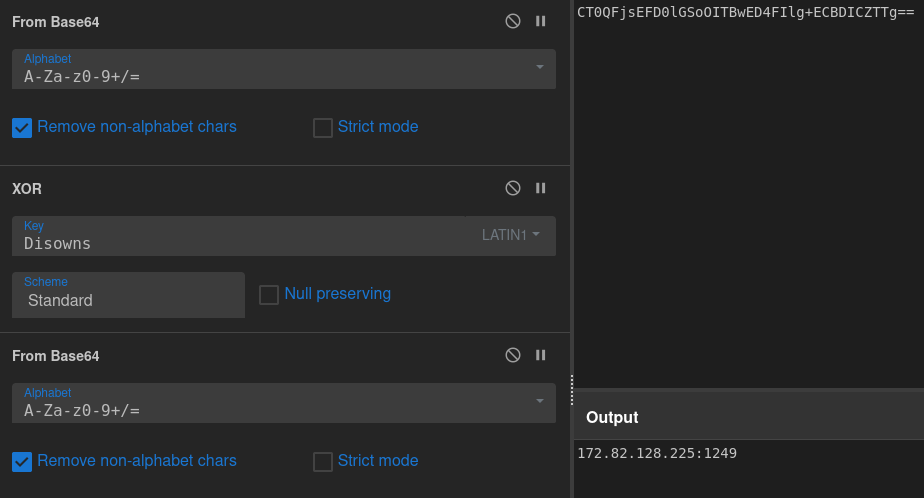 From Base64
Alphabet
A-Za-z0-9+/=
Remove non-alphabet chars
Strict mode
XOR
Key
Disowns
LATIN1
Scheme
Standard
Null preserving
From Base64
Alphabet
A-Za-z0-9+/=
Remove non-alphabet chars
Strict mode
CT0QFjsEFD0lGSoOITBwED4FIlg+ECBDICZTTg==
Output
172.82.128.225:1249